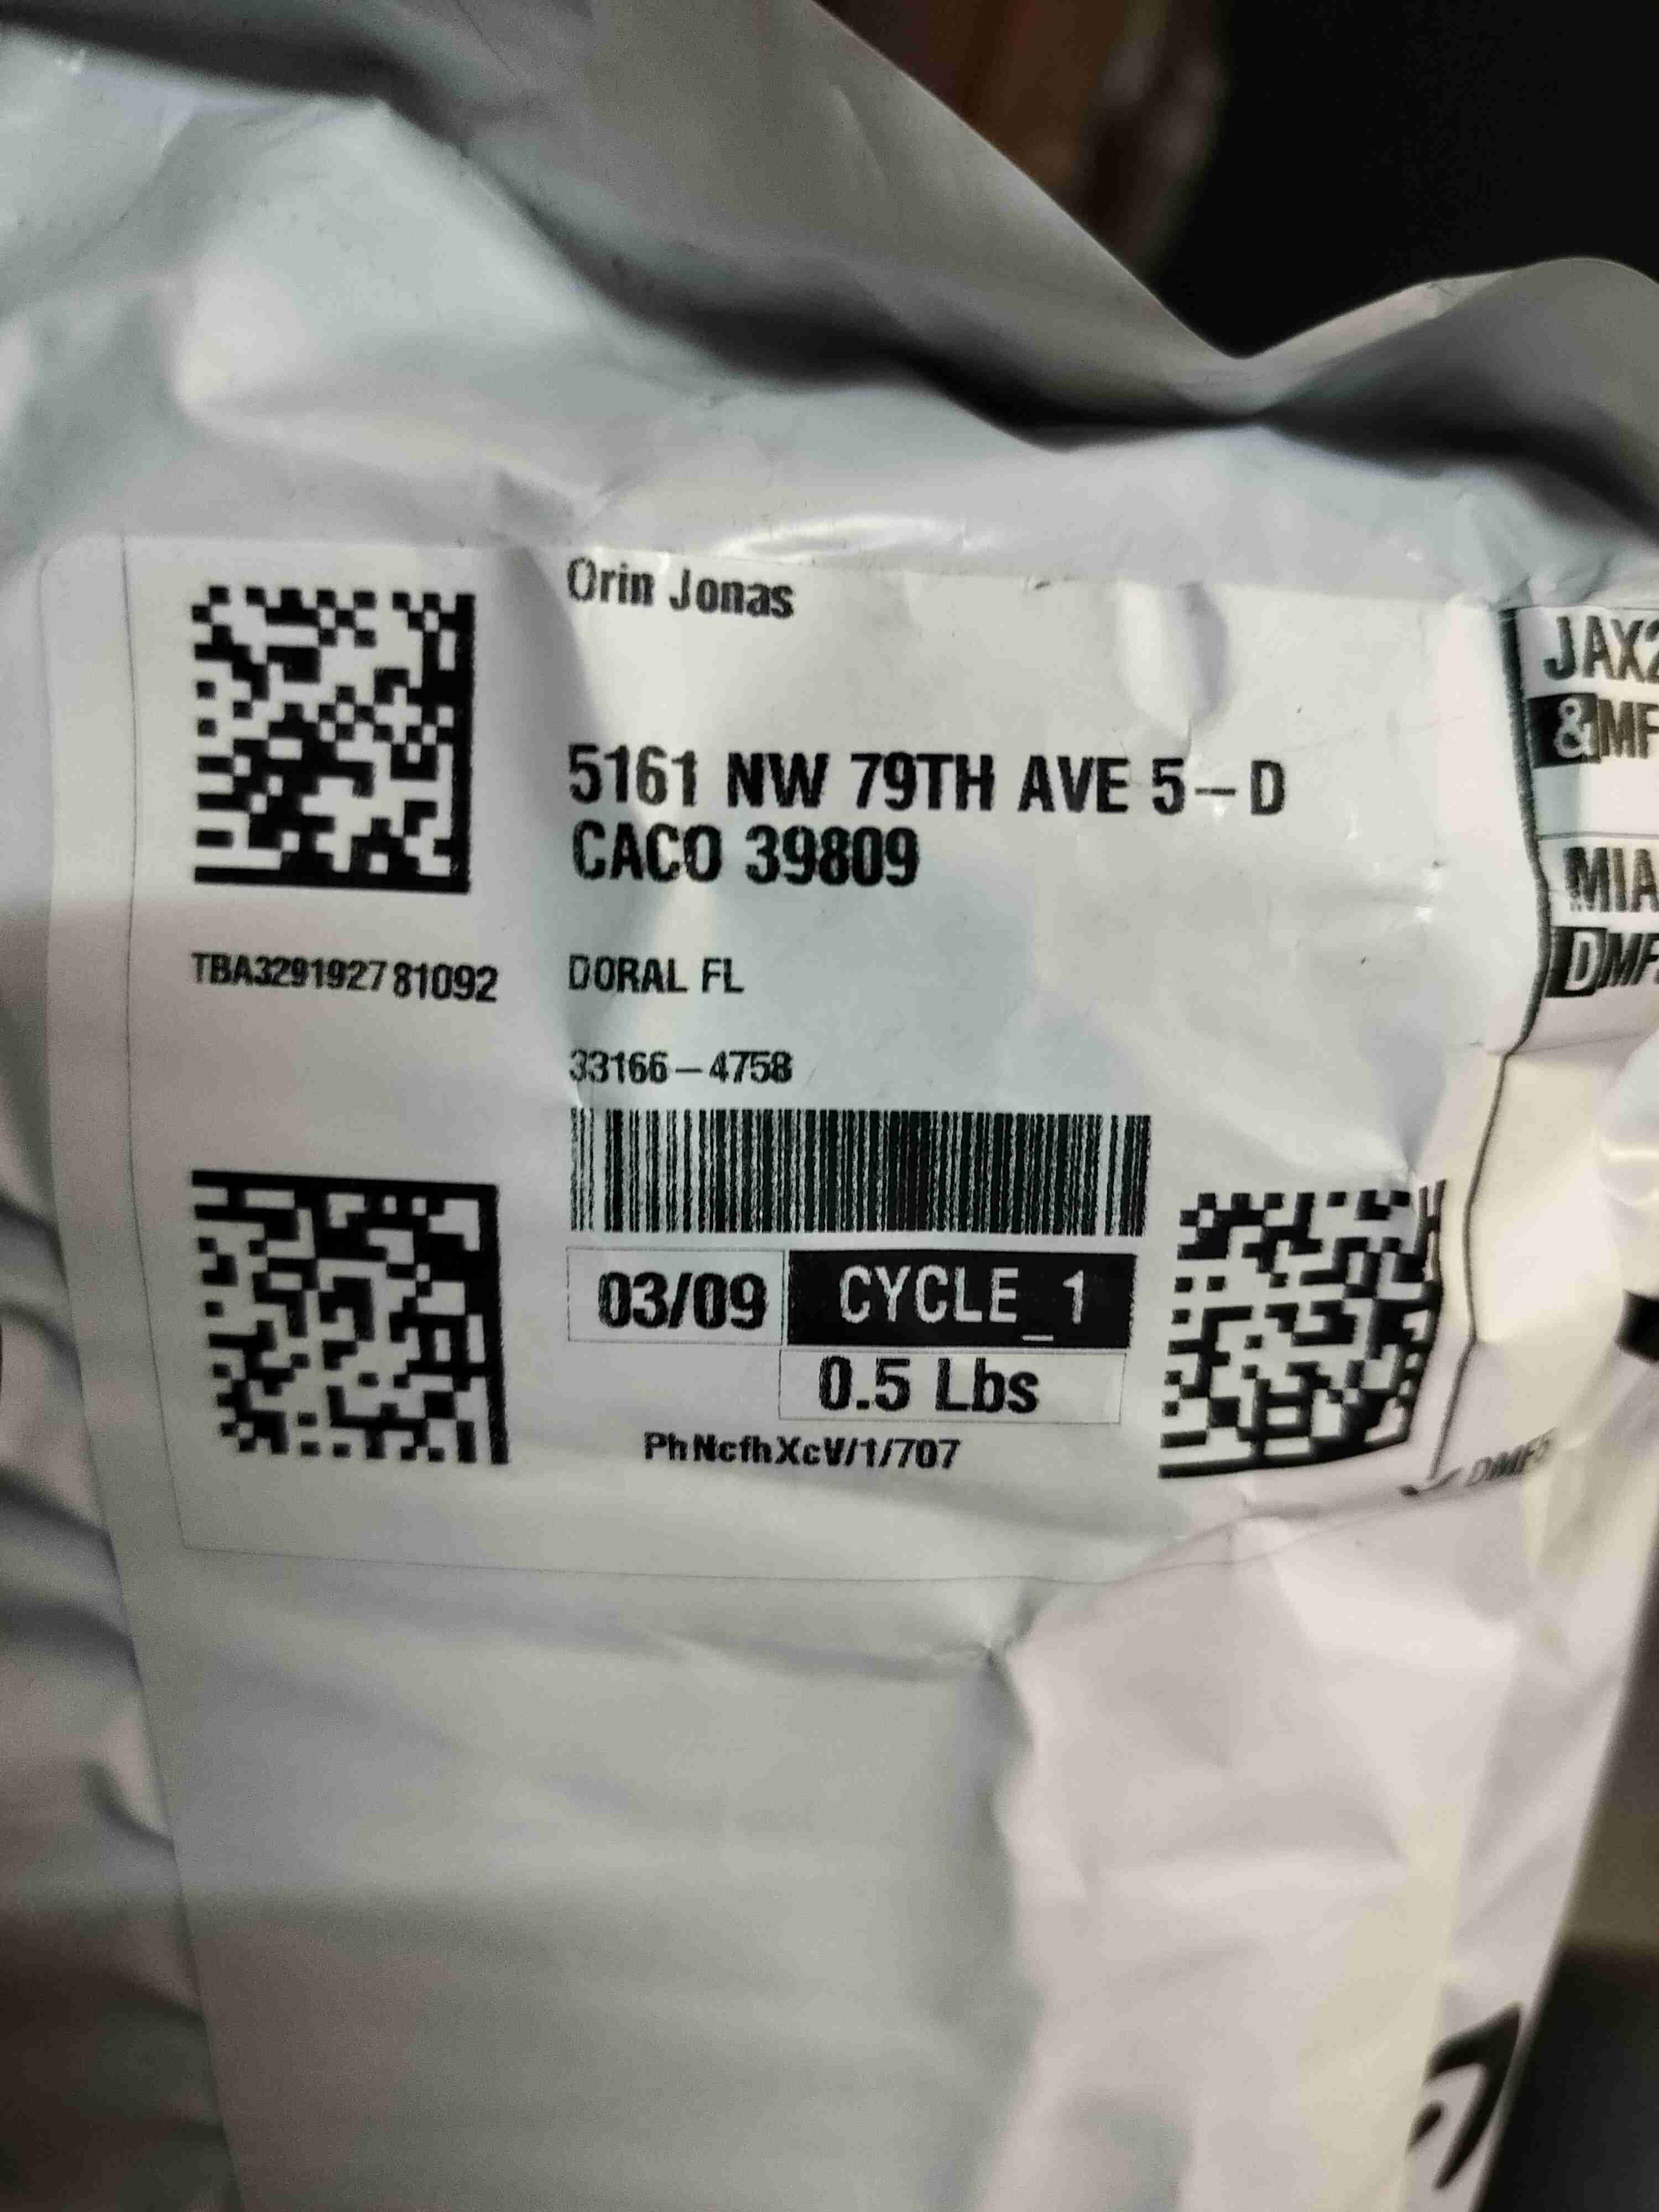 Orin Jonas
5161 NW 79TH AVE 5-D
CACO 39809
TBA329192781092
DORAL FL
33166-4758
03/09
CYCLE_1
0.5 Lbs
PhNcfhXcV/1/707
JAX2
&MF
MIA
DMF